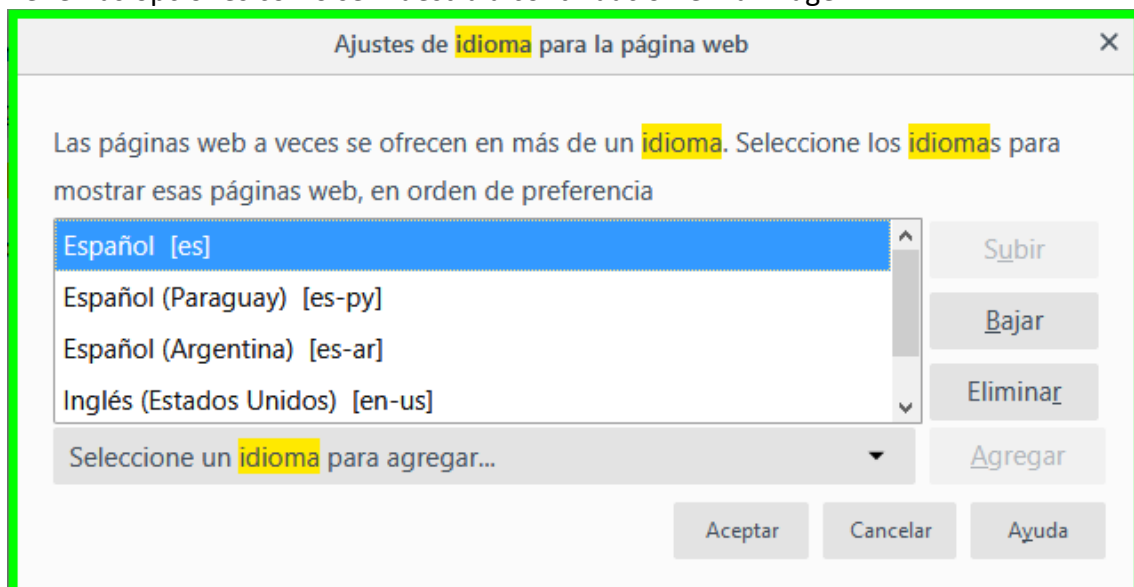 Ajustes de idioma para la página web
Las páginas web a veces se ofrecen en más de un idioma. Seleccione los idiomas para
mostrar esas páginas web, en orden de preferencia
Español [es]
Subir
Español (Paraguay) [es-py]
Bajar
Español (Argentina) [es-ar]
Inglés (Estados Unidos) [en-us]
Eliminar
Seleccione un idioma para agregar...
Agregar
Aceptar
Cancelar
Ayuda